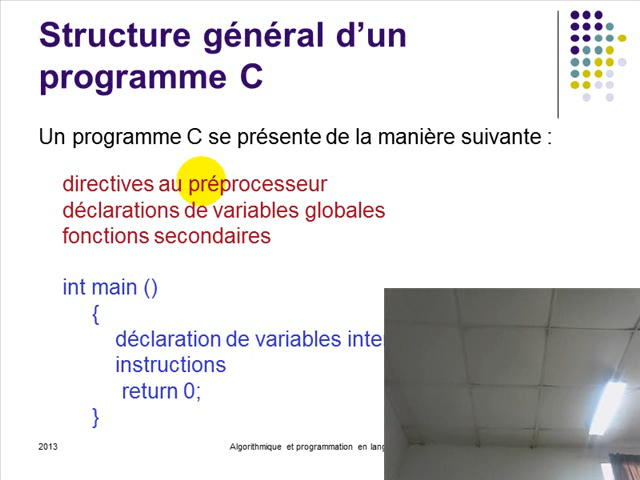 Structure général d’un
programme C
Un programme C se présente de la manière suivante :
directives au préprocesseur
déclarations de variables globales
fonctions secondaires
int main ()
{
déclaration de variables
instructions
return 0;
}
2013
Algorithmique et programmation en